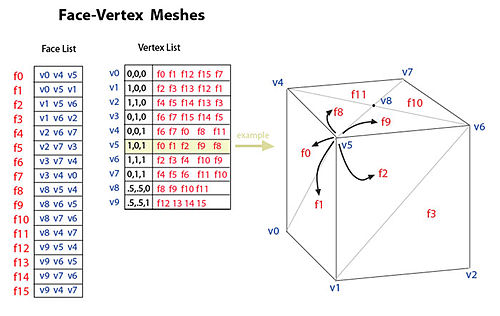 Face-Vertex Meshes
Face List
f0 v0 v4 v5
f1 v0 v5 v1
f2 v1 v5 v6
f3 v1 v6 v2
f4 v2 v6 v7
f5 v2 v7 v3
f6 v3 v7 v4
f7 v3 v4 v0
f8 v8 v5 v4
f9 v8 v6 v5
f10 v8 v7 v6
f11 v8 v4 v7
f12 v9 v5 v4
f13 v9 v6 v5
f14 v9 v7 v6
f15 v9 v4 v7
Vertex List
v0 0,0,0 f0 f1 f12 f15 f7
v1 1,0,0 f2 f3 f13 f12 f1
v2 1,1,0 f4 f5 f14 f13 f3
v3 0,1,0 f6 f7 f15 f14 f5
v4 0,0,1 f6 f7 f0 f8 f11
v5 1,0,1 f0 f1 f2 f9 f8
v6 1,1,1 f2 f3 f4 f10 f9
v7 0,1,1 f4 f5 f6 f11 f10
v8 .5,.5,0 f8 f9 f10 f11
v9 .5,.5,1 f12 13 14 15
example
v7
v4
f11
v8
f10
f8
f9
v6
v5
f0
f2
f1
f3
v0
v2
v1